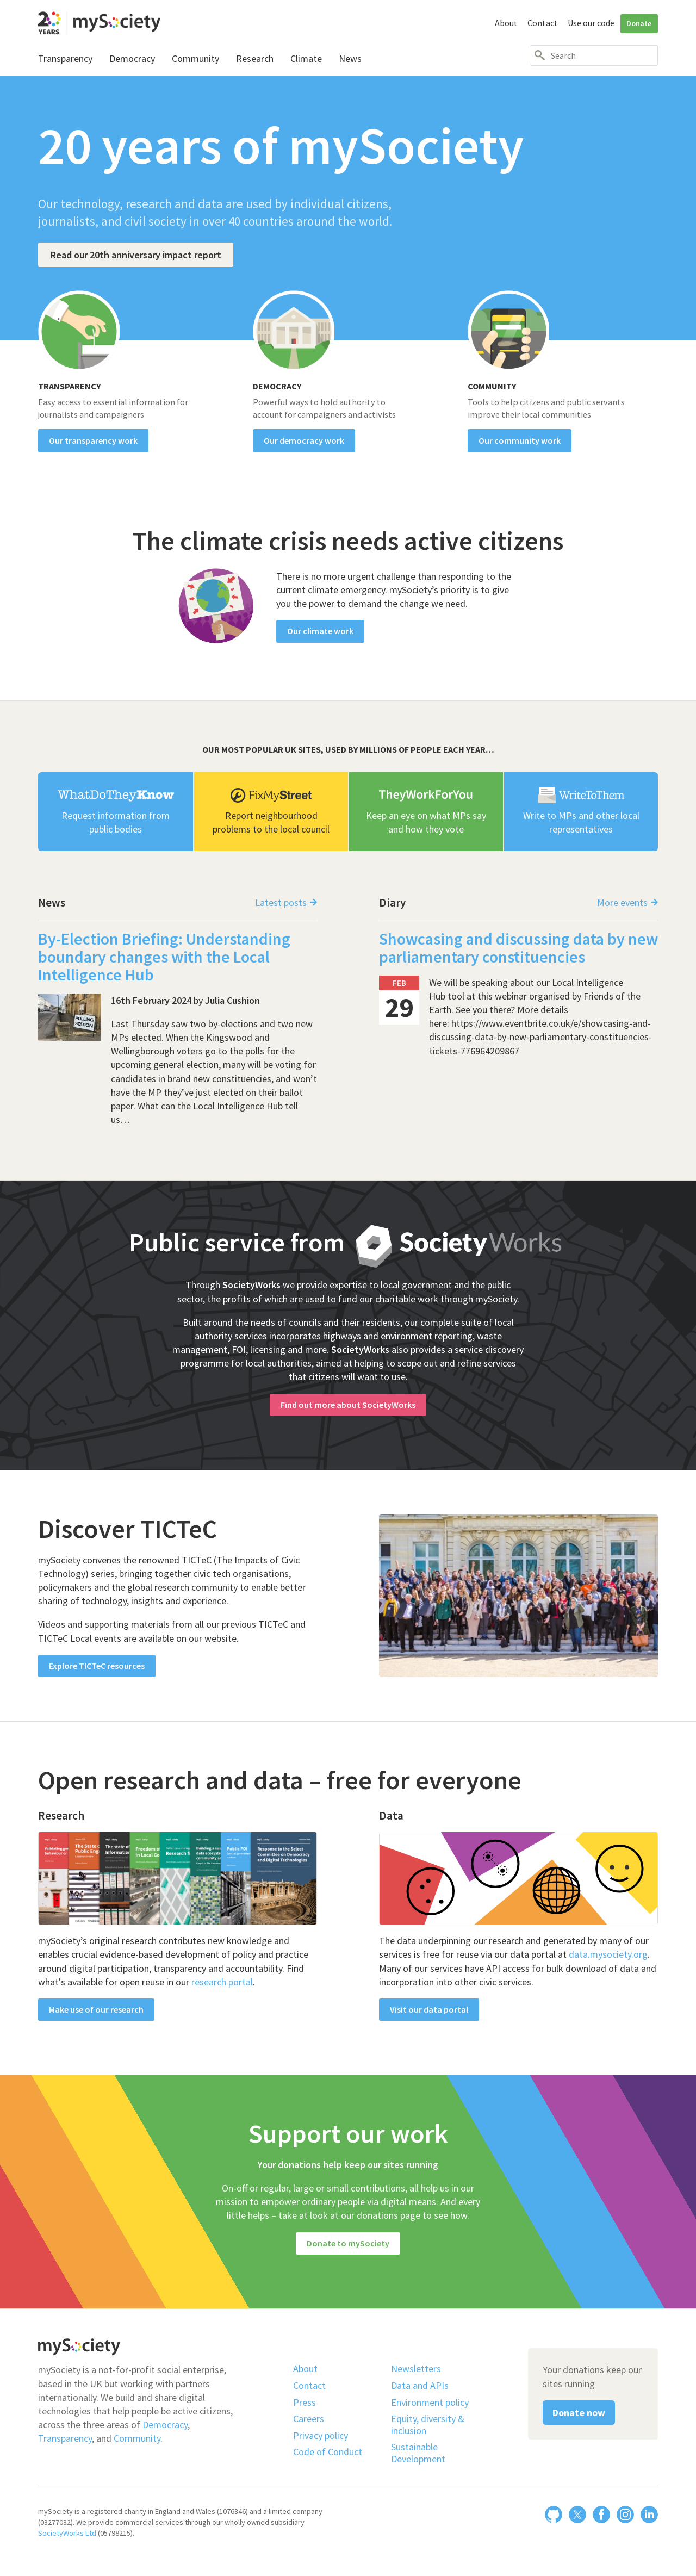 20 YEARS
mySociety
About Contact Use our code Donate
Transparency Democracy Community Research Climate News
Search
20 years of mySociety
Our technology, research and data are used by individual citizens,
journalists, and civil society in over 40 countries around the world.
Read our 20th anniversary impact report
TRANSPARENCY
Easy access to essential information for
journalists and campaigners
Our transparency work
DEMOCRACY
Powerful ways to hold authority to
account for campaigners and activists
Our democracy work
COMMUNITY
Tools to help citizens and public servants
improve their local communities
Our community work
The climate crisis needs active citizens
There is no more urgent challenge than responding to the
current climate emergency. mySociety’s priority is to give
you the power to demand the change we need.
Our climate work
OUR MOST POPULAR UK SITES, USED BY MILLIONS OF PEOPLE EACH YEAR…
WhatDoTheyKnow
Request information from
public bodies
FixMyStreet
Report neighbourhood
problems to the local council
TheyWorkForYou
Keep an eye on what MPs say
and how they vote
WriteToThem
Write to MPs and other local
representatives
News
Latest posts →
By-Election Briefing: Understanding
boundary changes with the Local
Intelligence Hub
POLLING STATION
16th February 2024 by Julia Cushion
Last Thursday saw two by-elections and two new
MPs elected. When the Kingswood and
Wellingborough voters go to the polls for the
upcoming general election, many will be voting for
candidates in brand new constituencies, and won’t
have the MP they’ve just elected on their ballot
paper. What can the Local Intelligence Hub tell
us…
Diary
More events →
Showcasing and discussing data by new
parliamentary constituencies
FEB
29
We will be speaking about our Local Intelligence
Hub tool at this webinar organised by Friends of the
Earth. See you there? More details
here: https://www.eventbrite.co.uk/e/showcasing-and-
discussing-data-by-new-parliamentary-constituencies-
tickets-776964209867
Public service from SocietyWorks
Through SocietyWorks we provide expertise to local government and the public
sector, the profits of which are used to fund our charitable work through mySociety.
Built around the needs of councils and their residents, our complete suite of local
authority services incorporates highways and environment reporting, waste
management, FOI, licensing and more. SocietyWorks also provides a service discovery
programme for local authorities, aimed at helping to scope out and refine services
that citizens will want to use.
Find out more about SocietyWorks
Discover TICTeC
mySociety convenes the renowned TICTeC (The Impacts of Civic
Technology) series, bringing together civic tech organisations,
policymakers and the global research community to enable better
sharing of technology, insights and experience.
Videos and supporting materials from all our previous TICTeC and
TICTeC Local events are available on our website.
Explore TICTeC resources
Open research and data – free for everyone
Research
Response to the Select
Committee on Democracy
and Digital Technologies
mySociety’s original research contributes new knowledge and
enables crucial evidence-based development of policy and practice
around digital participation, transparency and accountability. Find
what's available for open reuse in our research portal.
Make use of our research
Data
The data underpinning our research and generated by many of our
services is free for reuse via our data portal at data.mysociety.org.
Many of our services have API access for bulk download of data and
incorporation into other civic services.
Visit our data portal
Support our work
Your donations help keep our sites running
On-off or regular, large or small contributions, all help us in our
mission to empower ordinary people via digital means. And every
little helps – take at look at our donations page to see how.
Donate to mySociety
mySociety
mySociety is a not-for-profit social enterprise,
based in the UK but working with partners
internationally. We build and share digital
technologies that help people be active citizens,
across the three areas of Democracy,
Transparency, and Community.
About
Contact
Press
Careers
Privacy policy
Code of Conduct
Newsletters
Data and APIs
Environment policy
Equity, diversity &
inclusion
Sustainable
Development
Your donations keep our
sites running
Donate now
mySociety is a registered charity in England and Wales (1076346) and a limited company
(03277032). We provide commercial services through our wholly owned subsidiary
SocietyWorks Ltd (05798215).